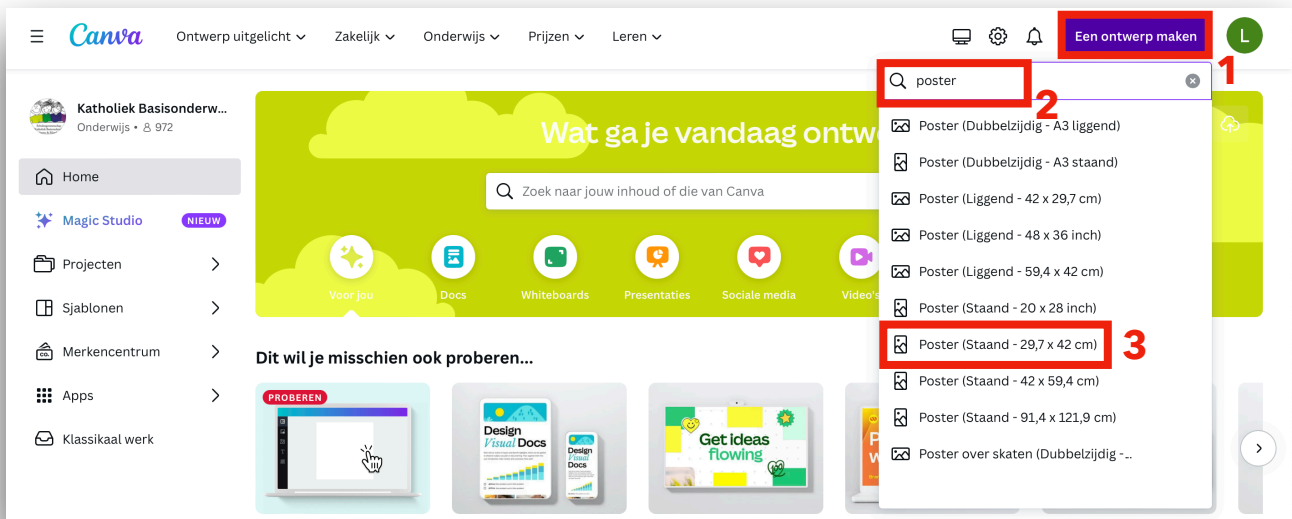 Canva
Ontwerp uitgelicht
Zakelijk
Onderwijs
Prijzen
Leren
Een ontwerp maken
L
1
poster
2
Katholiek Basisonderw...
Onderwijs • 972
Home
Magic Studio
NIEUW
Projecten
Sjablonen
Merkencentrum
CO.
Apps
Klassikaal werk
Wat ga je vandaag ontw
Zoek naar jouw inhoud of die van Canva
Voor jou
Docs
Whiteboards
Presentaties
Sociale media
Video's
Poster (Dubbelzijdig - A3 liggend)
Poster (Dubbelzijdig - A3 staand)
Poster (Liggend - 42 x 29,7 cm)
Poster (Liggend - 48 x 36 inch)
Poster (Liggend - 59,4 x 42 cm)
Poster (Staand - 20 x 28 inch)
Poster (Staand - 29,7 x 42 cm)
3
Poster (Staand - 42 x 59,4 cm)
Poster (Staand - 91,4 x 121,9 cm)
Poster over skaten (Dubbelzijdig -...
Dit wil je misschien ook proberen...
PROBEREN
Design
Visual Docs
Design
Visual
Docs
Get ideas
flowing